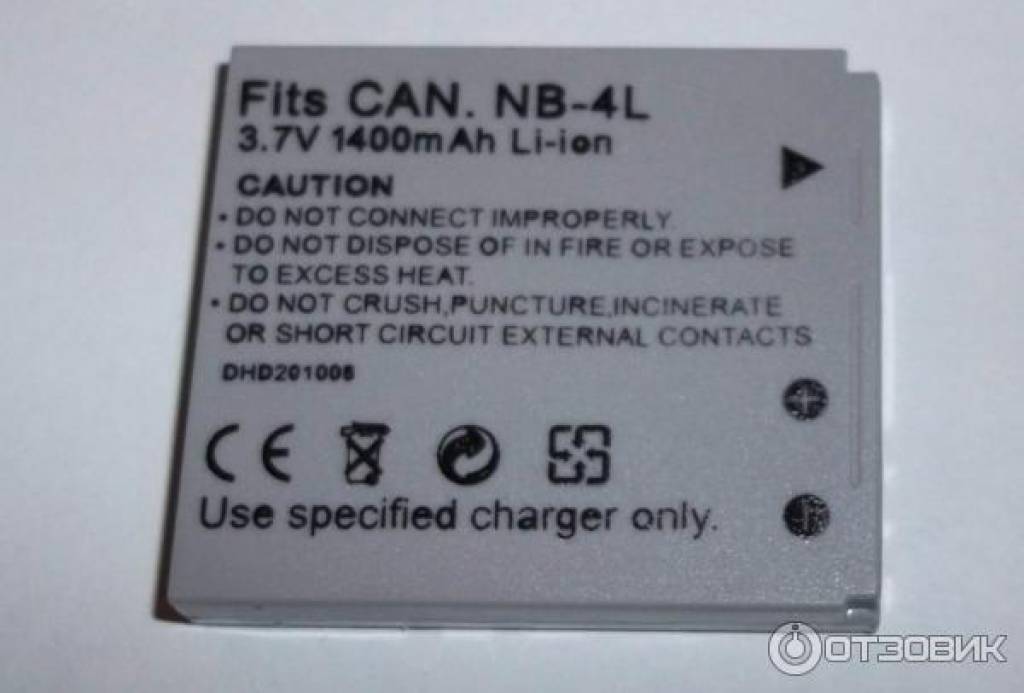 Fits CAN. NB-4L
3.7V 1400mAh Li-ion
CAUTION
• DO NOT CONNECT IMPROPERLY.
• DO NOT DISPOSE OF IN FIRE OR EXPOSE
TO EXCESS HEAT.
• DO NOT CRUSH,PUNCTURE,INCINERATE
OR SHORT CIRCUIT EXTERNAL CONTACTS
DHD201008
CE
Use specified charger only.
ОТЗОВИК